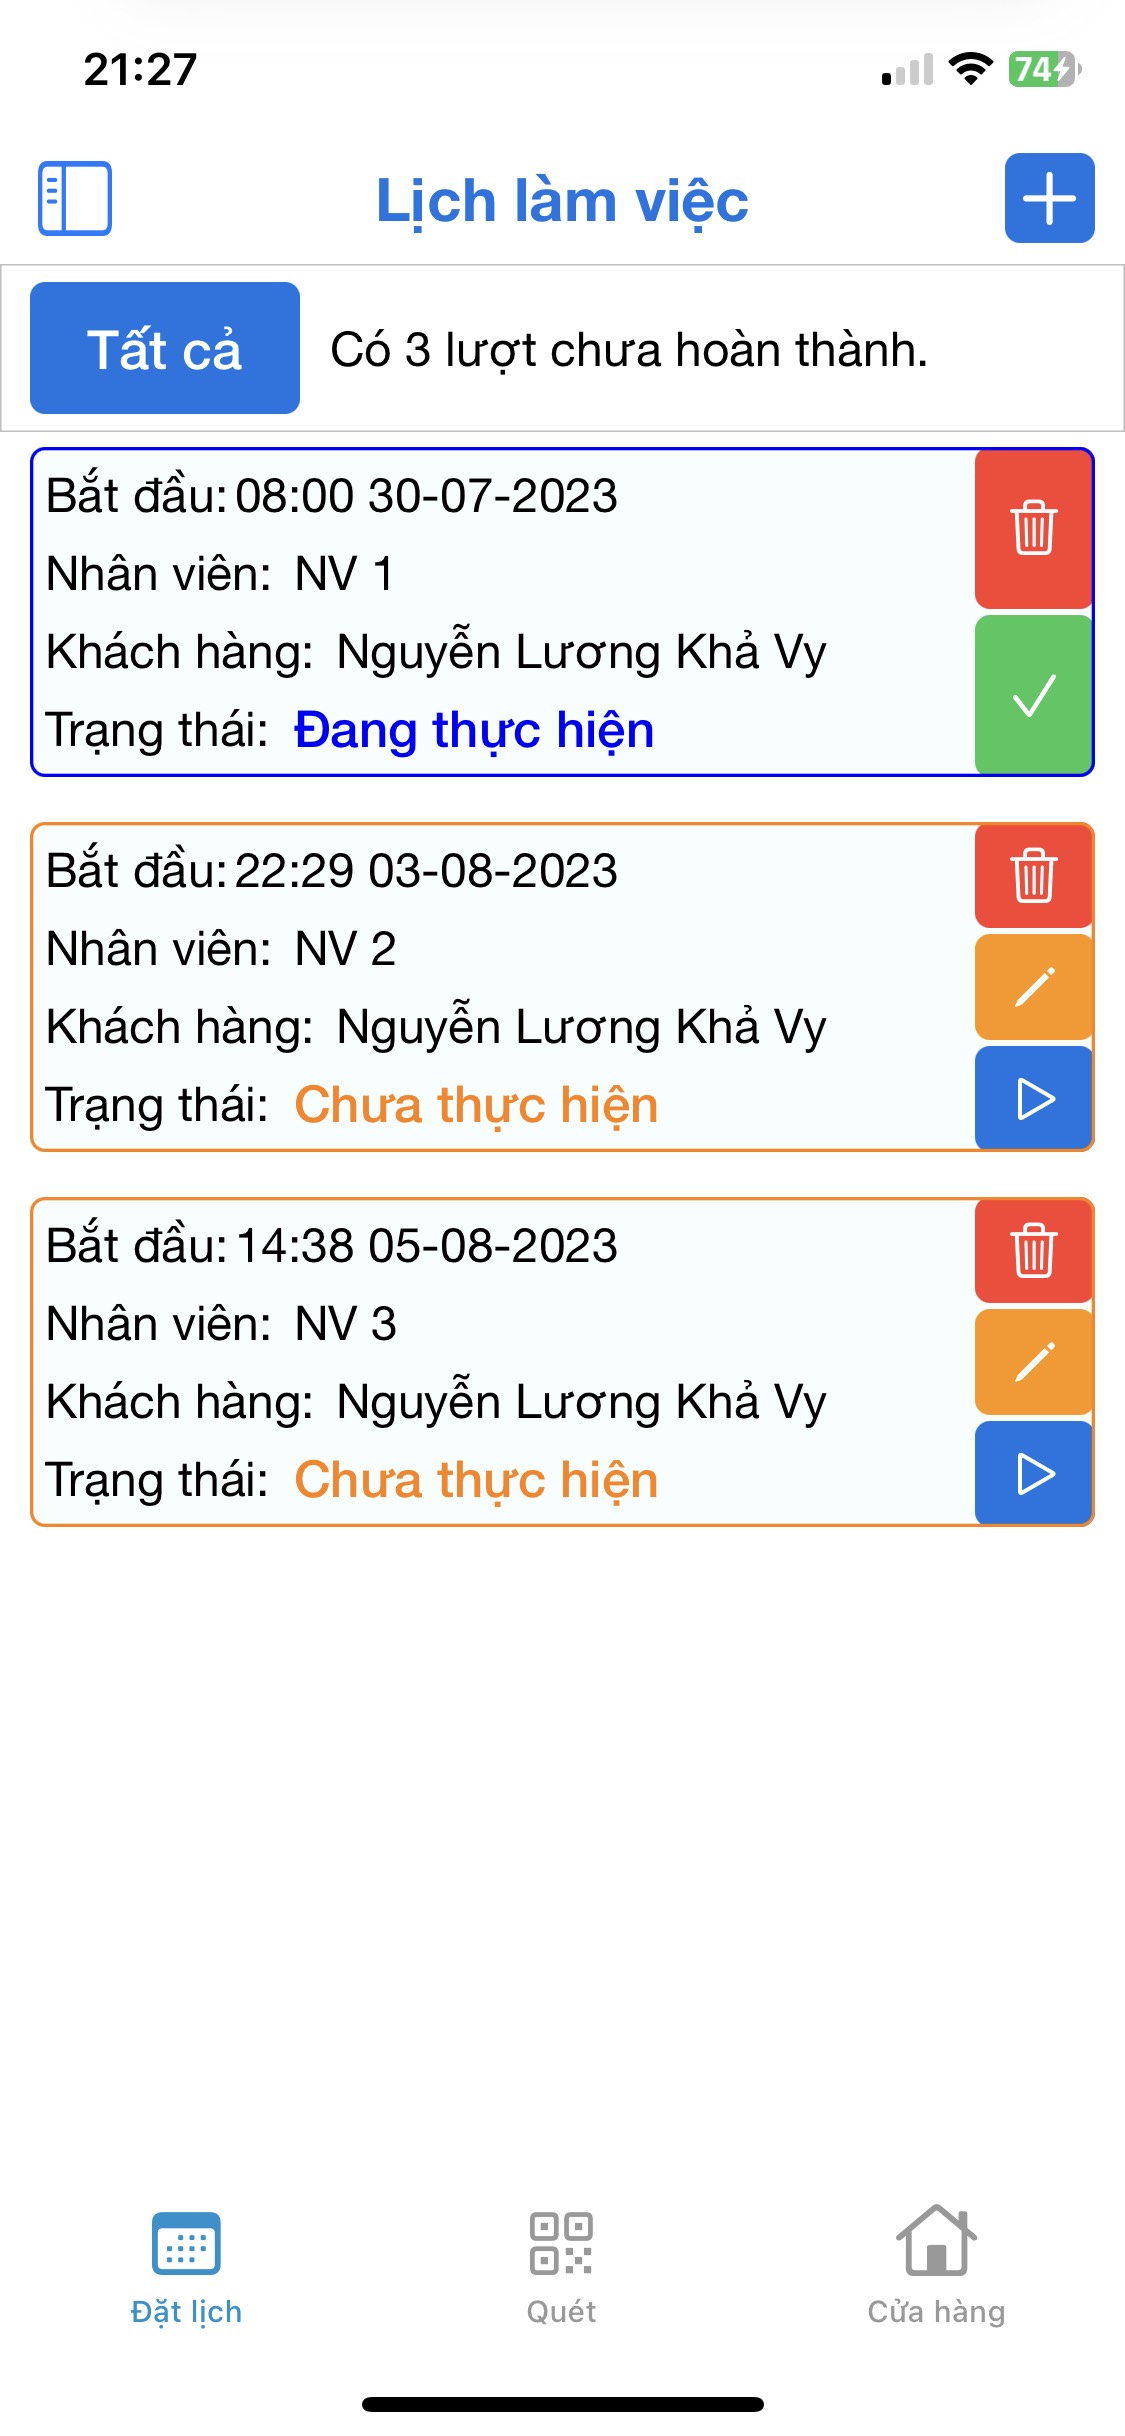 21:27
74
Lịch làm việc
Tất cả
Có 3 lượt chưa hoàn thành.
Bắt đầu: 08:00 30-07-2023
Nhân viên: NV 1
Khách hàng: Nguyễn Lương Khả Vy
Trạng thái: Đang thực hiện
Bắt đầu: 22:29 03-08-2023
Nhân viên: NV 2
Khách hàng: Nguyễn Lương Khả Vy
Trạng thái: Chưa thực hiện
Bắt đầu: 14:38 05-08-2023
Nhân viên: NV 3
Khách hàng: Nguyễn Lương Khả Vy
Trạng thái: Chưa thực hiện
Đặt lịch
Quét
Cửa hàng